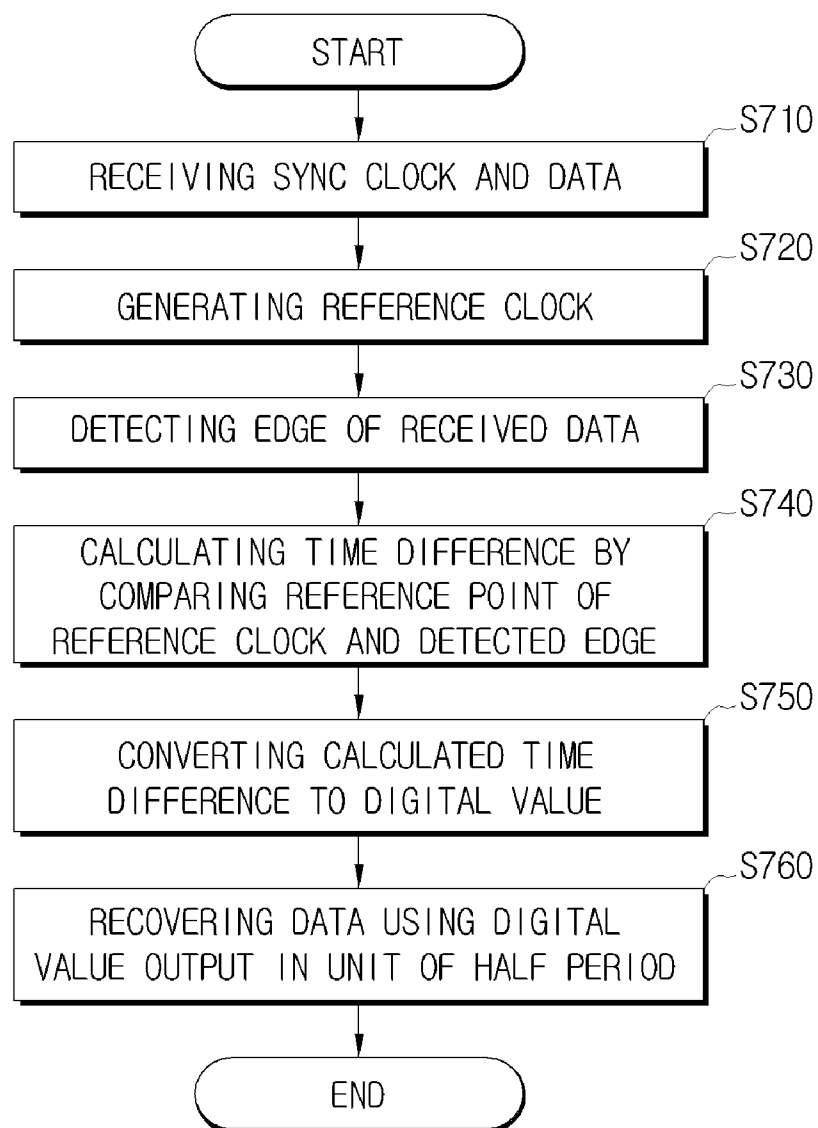 START
S710
RECEIVING SYNC CLOCK AND DATA
S720
GENERATING REFERENCE CLOCK
S730
DETECTING EDGE OF RECEIVED DATA
S740
CALCULATING TIME DIFFERENCE BY
COMPARING REFERENCE POINT OF
REFERENCE CLOCK AND DETECTED EDGE
S750
CONVERTING CALCULATED TIME
DIFFERENCE TO DIGITAL VALUE
S760
RECOVERING DATA USING DIGITAL
VALUE OUTPUT IN UNIT OF HALF PERIOD
END